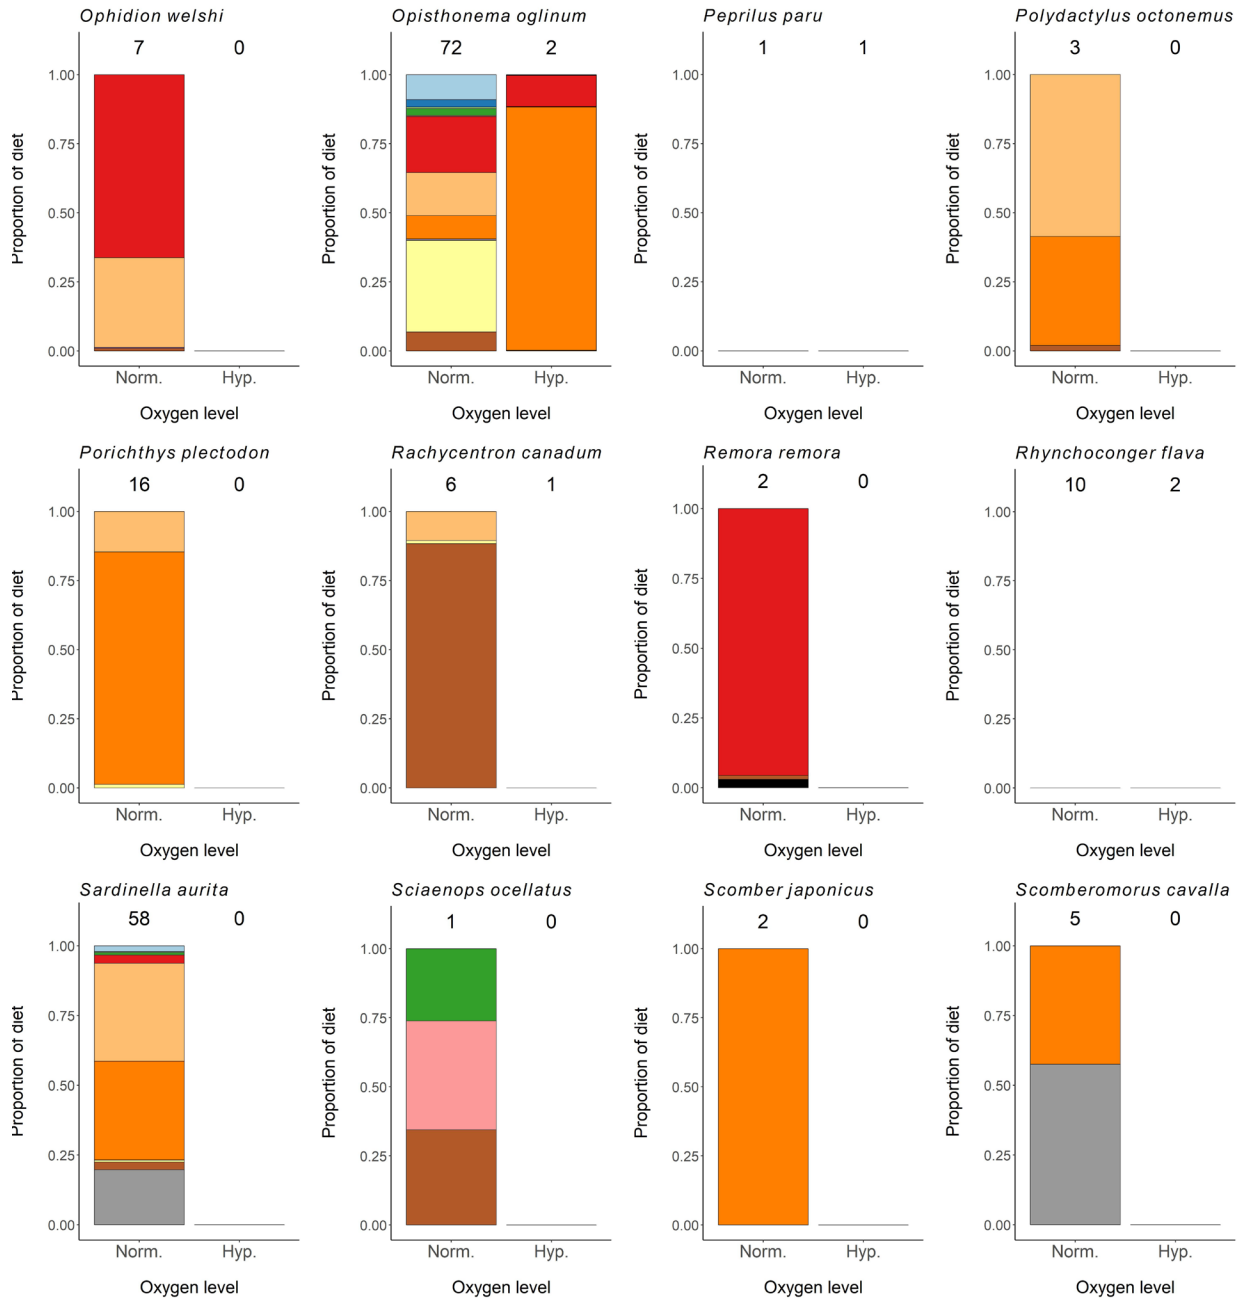 Ophidion welshi
7 0
1.00
0.75
0.50
0.25
0.00
Proportion of diet
Norm. Hyp.
Oxygen level
Opisthonema oglinum
72 2
1.00
0.75
0.50
0.25
0.00
Proportion of diet
Norm. Hyp.
Oxygen level
Peprilus paru
1 1
1.00
0.75
0.50
0.25
0.00
Proportion of diet
Norm. Hyp.
Oxygen level
Polydactylus octonemus
3 0
1.00
0.75
0.50
0.25
0.00
Proportion of diet
Norm. Hyp.
Oxygen level
Porichthys plectodon
16 0
1.00
0.75
0.50
0.25
0.00
Proportion of diet
Norm. Hyp.
Oxygen level
Rachycentron canadum
6 1
1.00
0.75
0.50
0.25
0.00
Proportion of diet
Norm. Hyp.
Oxygen level
Remora remora
2 0
1.00
0.75
0.50
0.25
0.00
Proportion of diet
Norm. Hyp.
Oxygen level
Rhynchoconger flava
10 2
1.00
0.75
0.50
0.25
0.00
Proportion of diet
Norm. Hyp.
Oxygen level
Sardinella aurita
58 0
1.00
0.75
0.50
0.25
0.00
Proportion of diet
Norm. Hyp.
Oxygen level
Sciaenops ocellatus
1 0
1.00
0.75
0.50
0.25
0.00
Proportion of diet
Norm. Hyp.
Oxygen level
Scomber japonicus
2 0
1.00
0.75
0.50
0.25
0.00
Proportion of diet
Norm. Hyp.
Oxygen level
Scomberomorus cavalla
5 0
1.00
0.75
0.50
0.25
0.00
Proportion of diet
Norm. Hyp.
Oxygen level